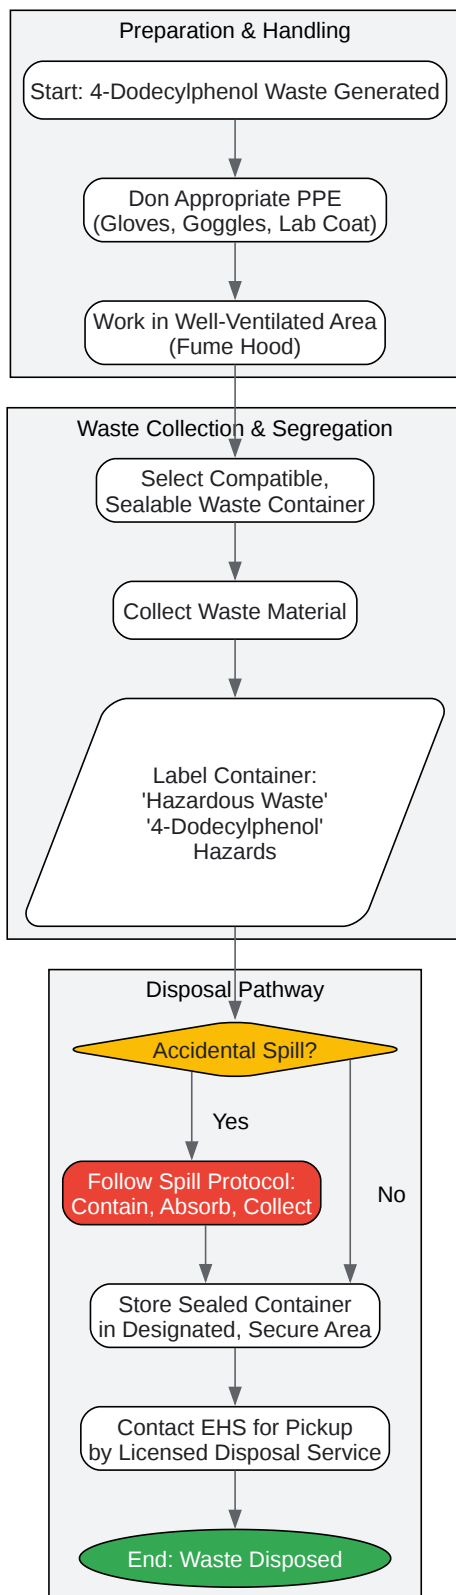 Preparation & Handling
Start: 4-Dodecylphenol Waste Generated
Don Appropriate PPE
(Gloves, Goggles, Lab Coat)
Work in Well-Ventilated Area
(Fume Hood)
Waste Collection & Segregation
Select Compatible,
Sealable Waste Container
Collect Waste Material
Label Container:
'Hazardous Waste'
'4-Dodecylphenol'
Hazards
Disposal Pathway
Accidental Spill?
Yes
Follow Spill Protocol:
Contain, Absorb, Collect
No
Store Sealed Container
in Designated, Secure Area
Contact EHS for Pickup
by Licensed Disposal Service
End: Waste Disposed